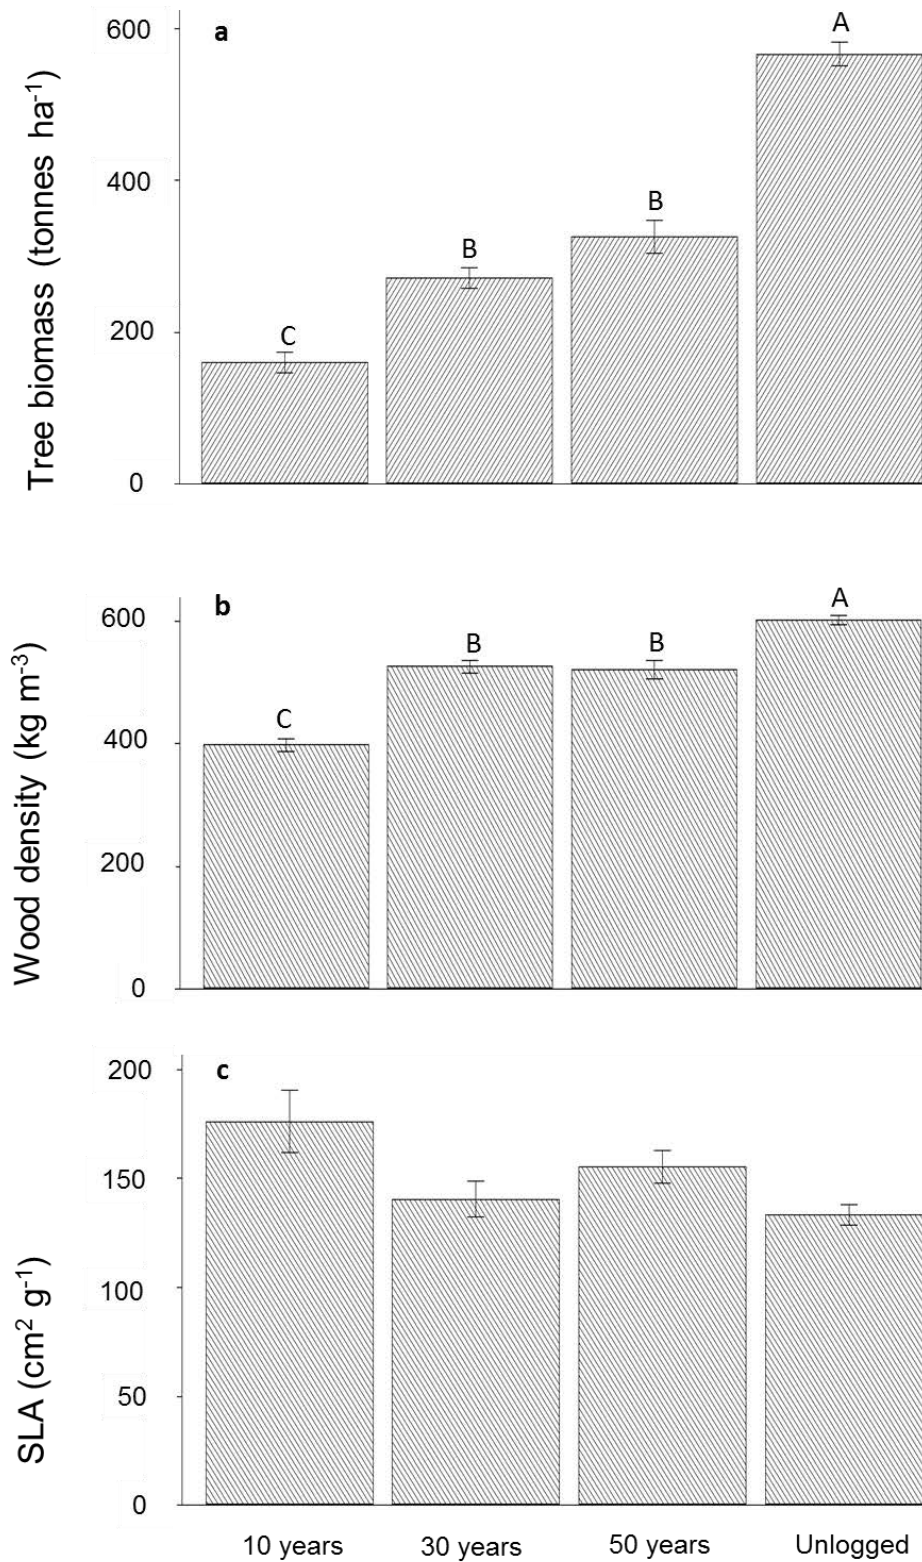 a
Tree biomass (tonnes ha⁻¹)
600
400
200
0
C
B
B
A
b
Wood density (kg m⁻³)
600
400
200
0
C
B
B
A
c
SLA (cm² g⁻¹)
200
150
100
50
0
10 years 30 years 50 years Unlogged